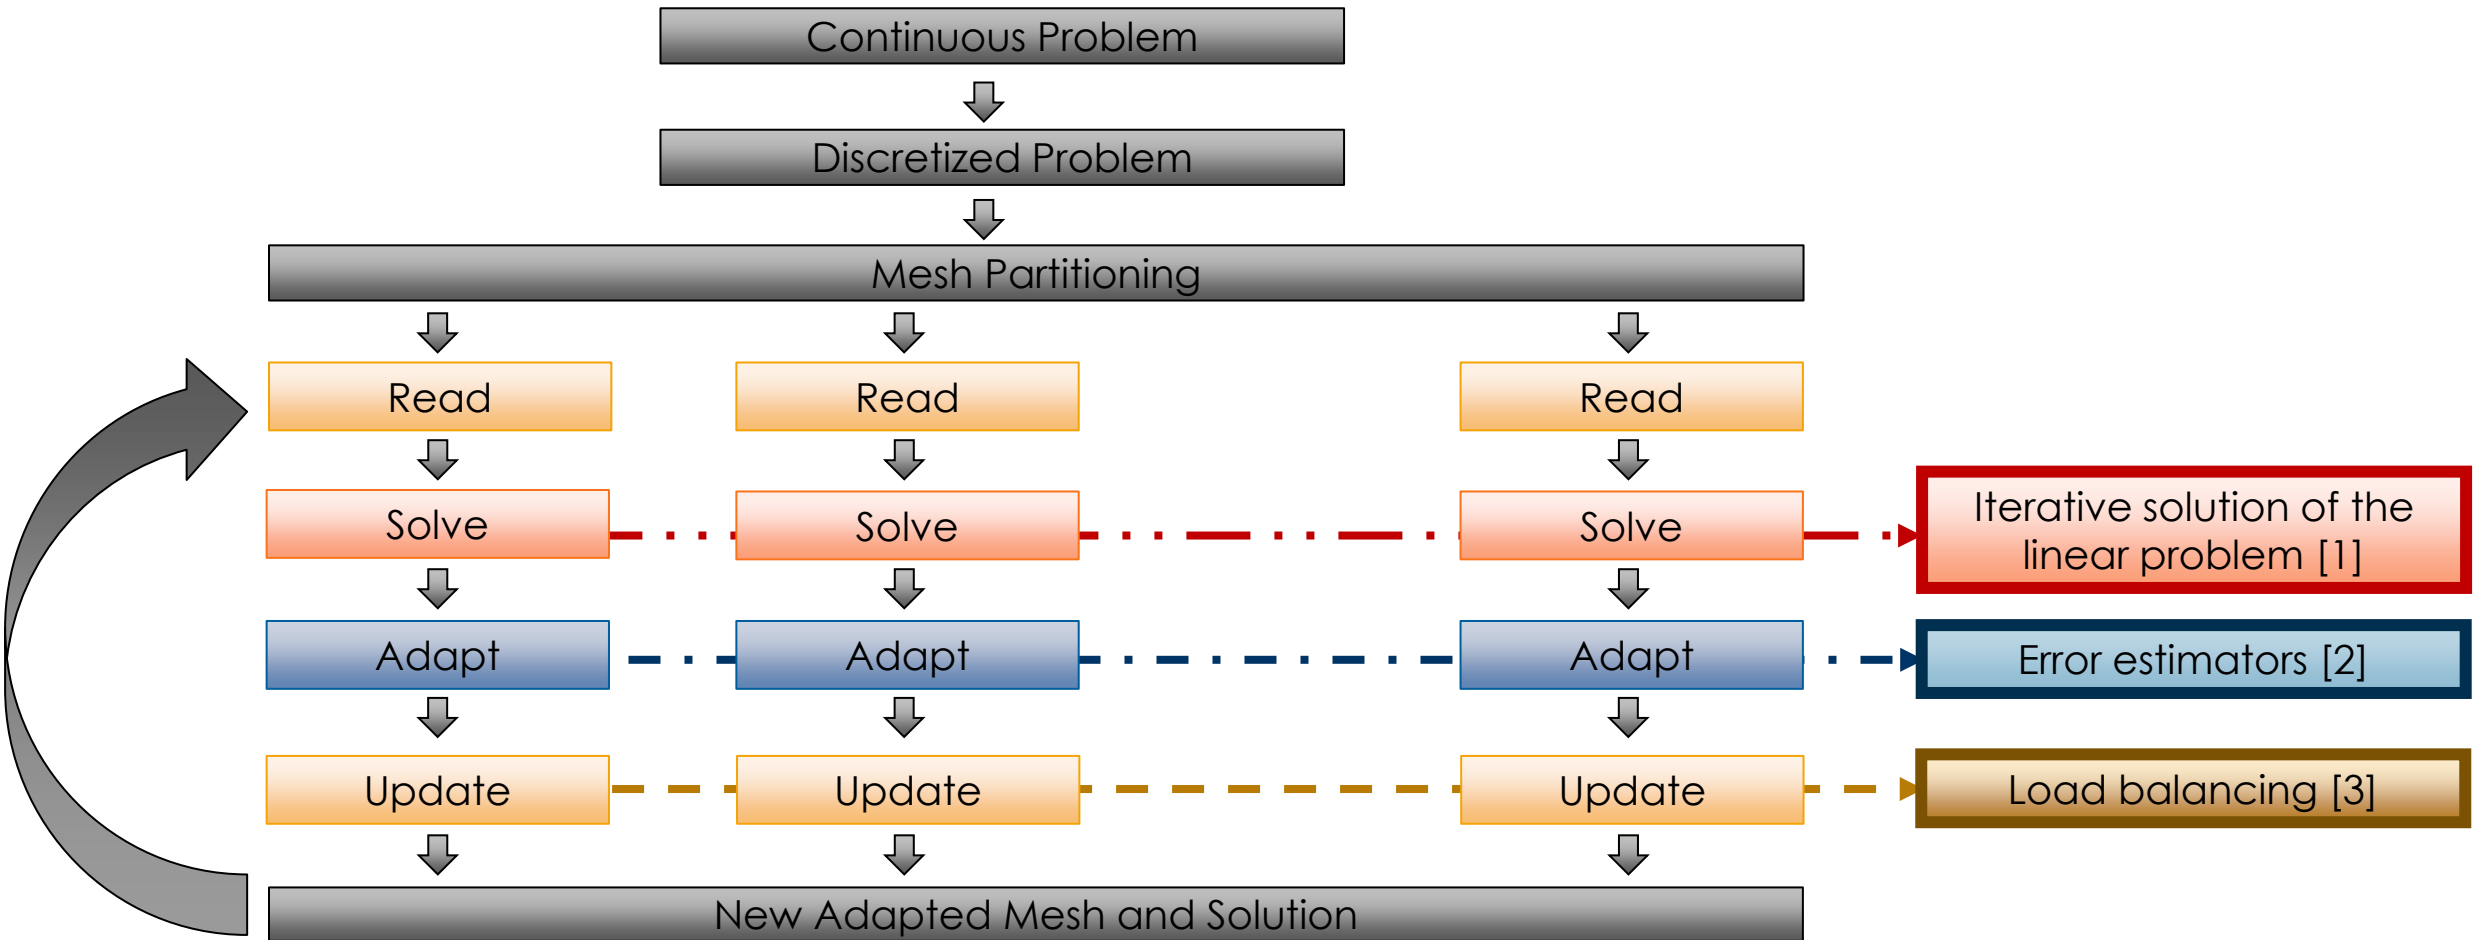 Continuous Problem
Discretized Problem
Mesh Partitioning
Read
Read
Read
Solve
Solve
Solve
Iterative solution of the
linear problem [1]
Adapt
Adapt
Adapt
Error estimators [2]
Update
Update
Update
Load balancing [3]
New Adapted Mesh and Solution